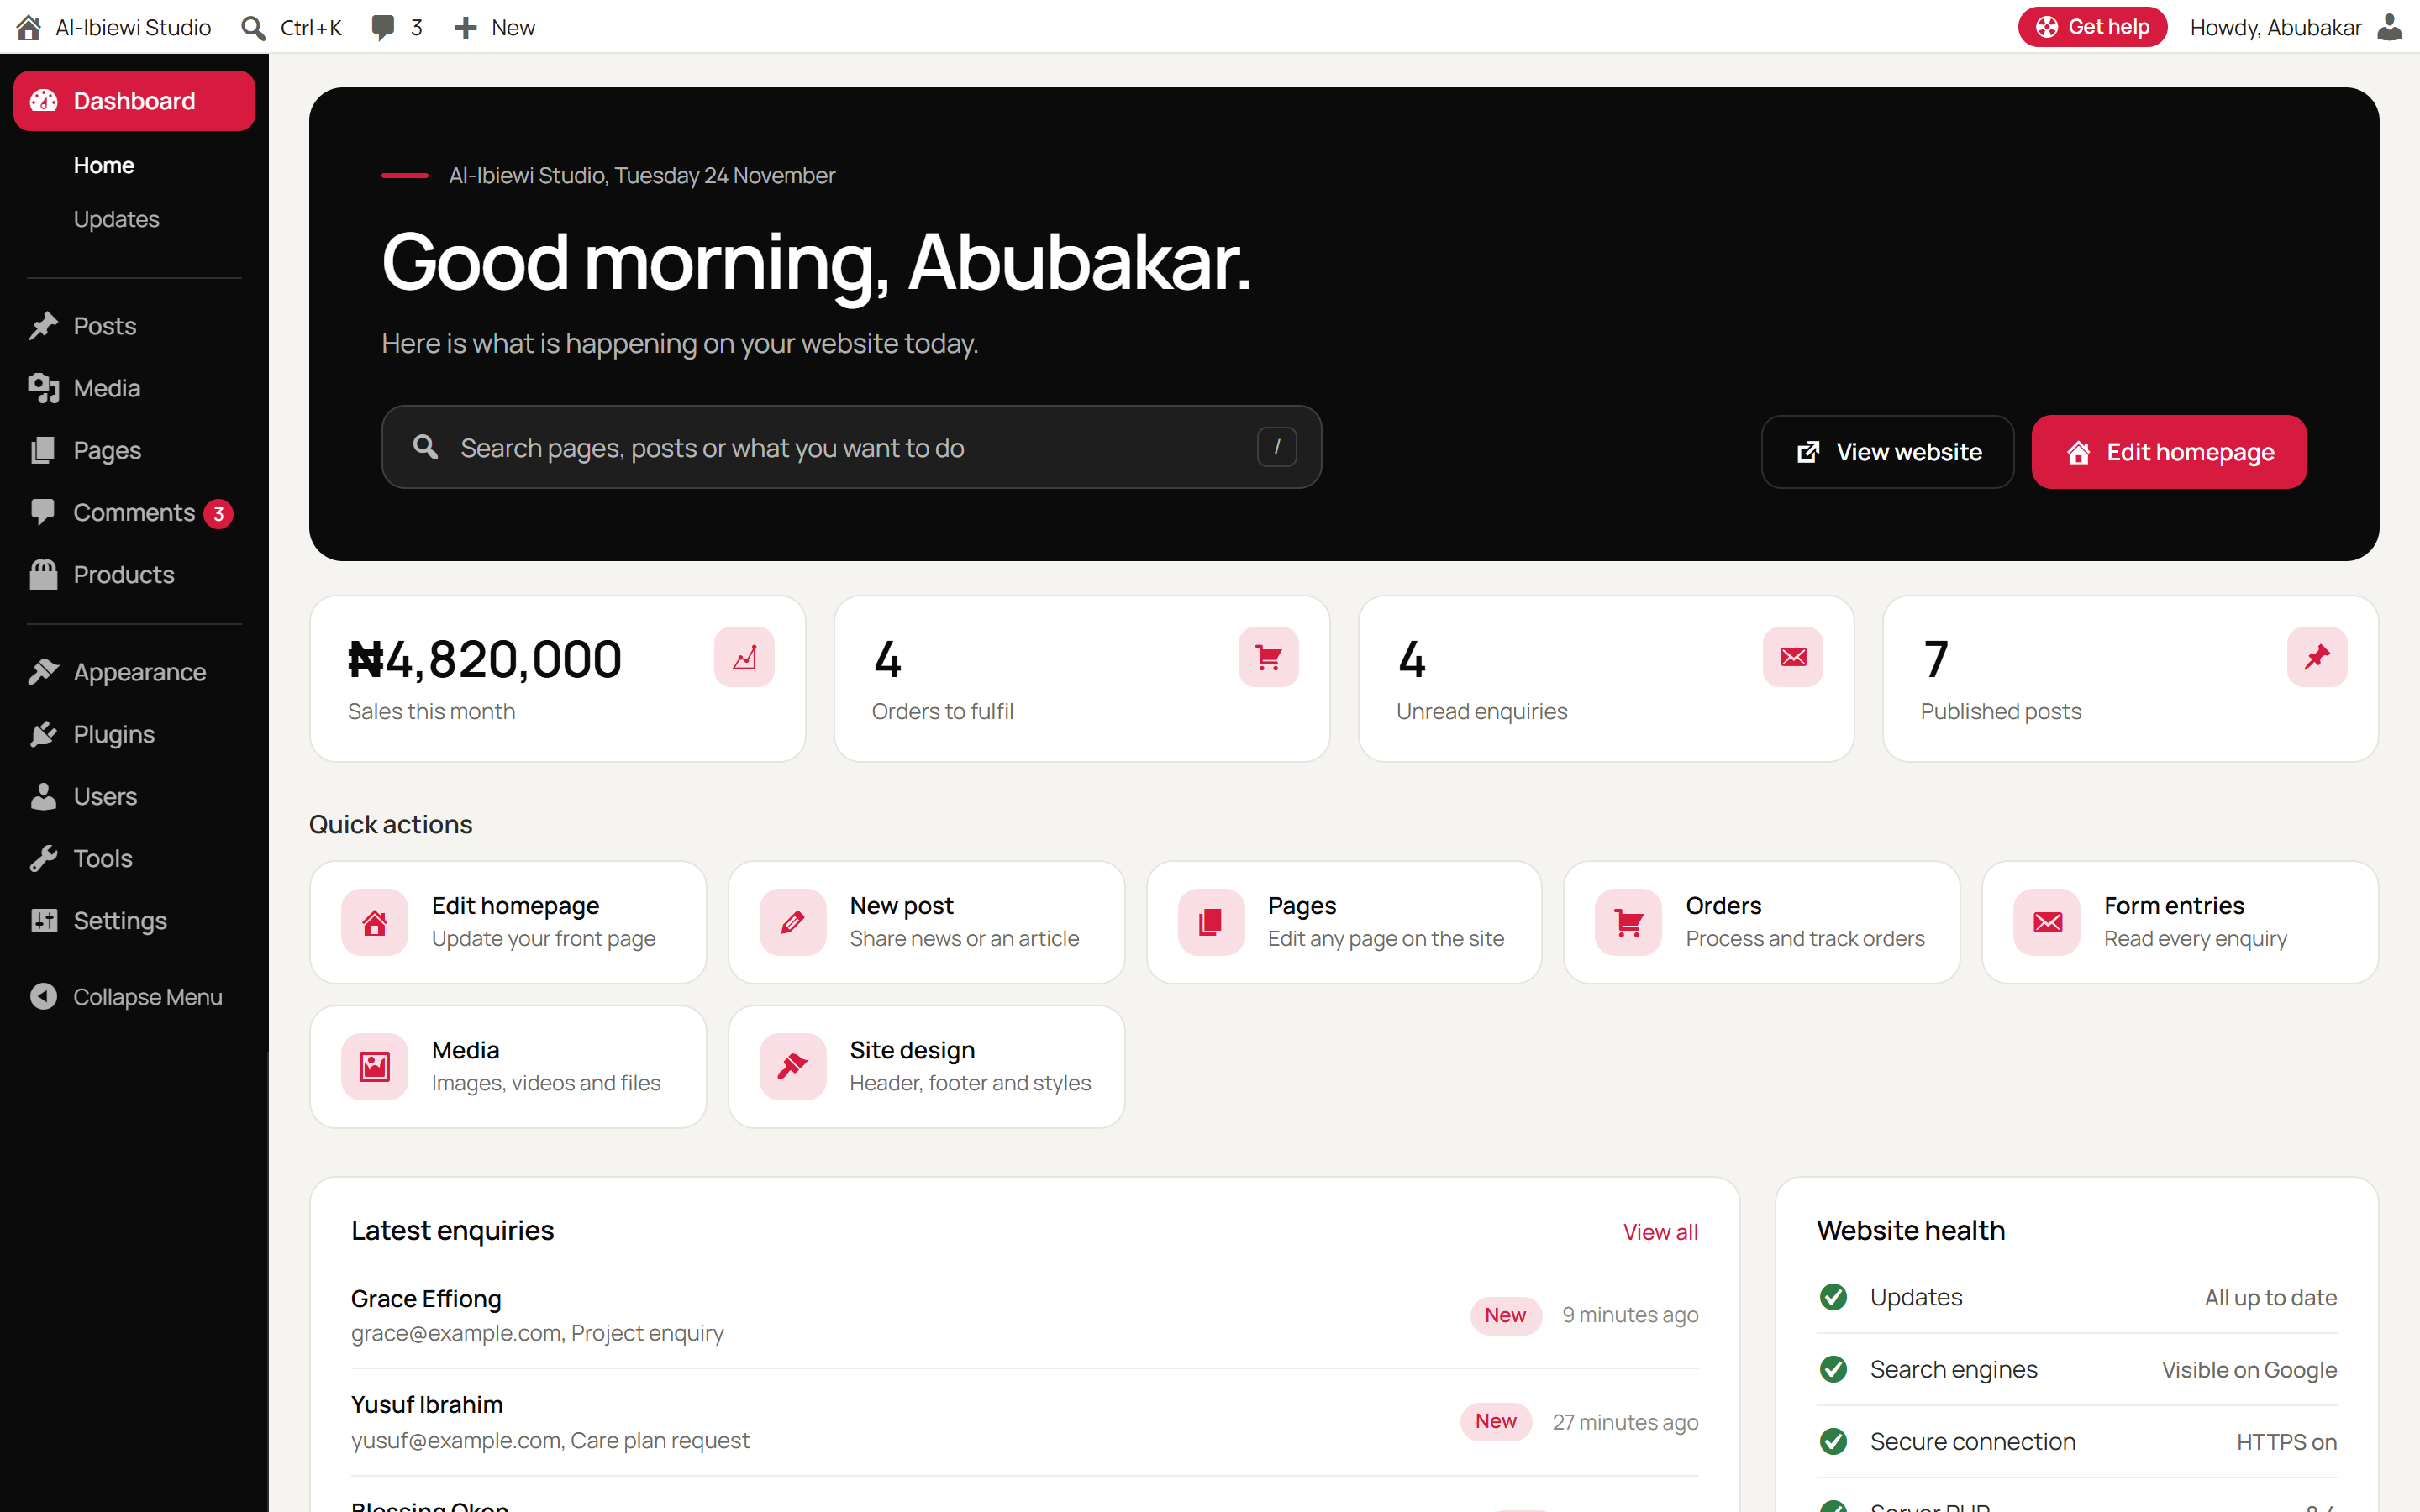 Al-Ibiewi Studio
Ctrl+K
3
New
Get help
Howdy, Abubakar
Dashboard
Home
Updates
Posts
Media
Pages
Comments 3
Products
Appearance
Plugins
Users
Tools
Settings
Collapse Menu
Al-Ibiewi Studio, Tuesday 24 November
Good morning, Abubakar.
Here is what is happening on your website today.
Search pages, posts or what you want to do /
View website
Edit homepage
₦4,820,000
Sales this month
4
Orders to fulfil
4
Unread enquiries
7
Published posts
Quick actions
Edit homepage
Update your front page
New post
Share news or an article
Pages
Edit any page on the site
Orders
Process and track orders
Form entries
Read every enquiry
Media
Images, videos and files
Site design
Header, footer and styles
Latest enquiries
View all
Grace Effiong
grace@example.com, Project enquiry
New
9 minutes ago
Yusuf Ibrahim
yusuf@example.com, Care plan request
New
27 minutes ago
Website health
Updates
All up to date
Search engines
Visible on Google
Secure connection
HTTPS on